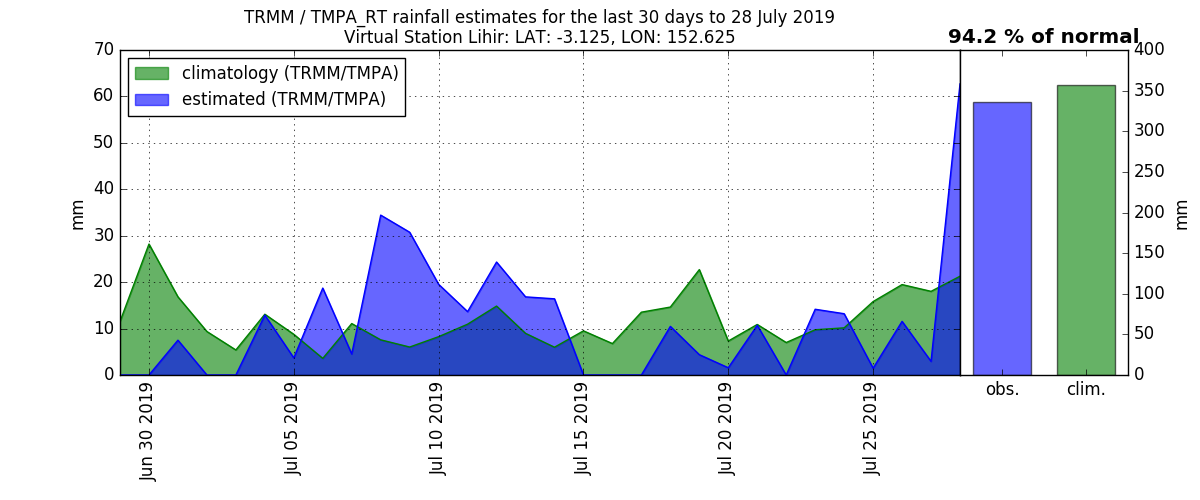 TRMM / TMPA_RT rainfall estimates for the last 30 days to 28 July 2019
Virtual Station Lihir: LAT: -3.125, LON: 152.625
94.2 % of normal
climatology (TRMM/TMPA)
estimated (TRMM/TMPA)
70
60
50
40
30
20
10
0
mm
Jun 30 2019
Jul 05 2019
Jul 10 2019
Jul 15 2019
Jul 20 2019
Jul 25 2019
obs.
clim.
400
350
300
250
200
150
100
50
0
mm